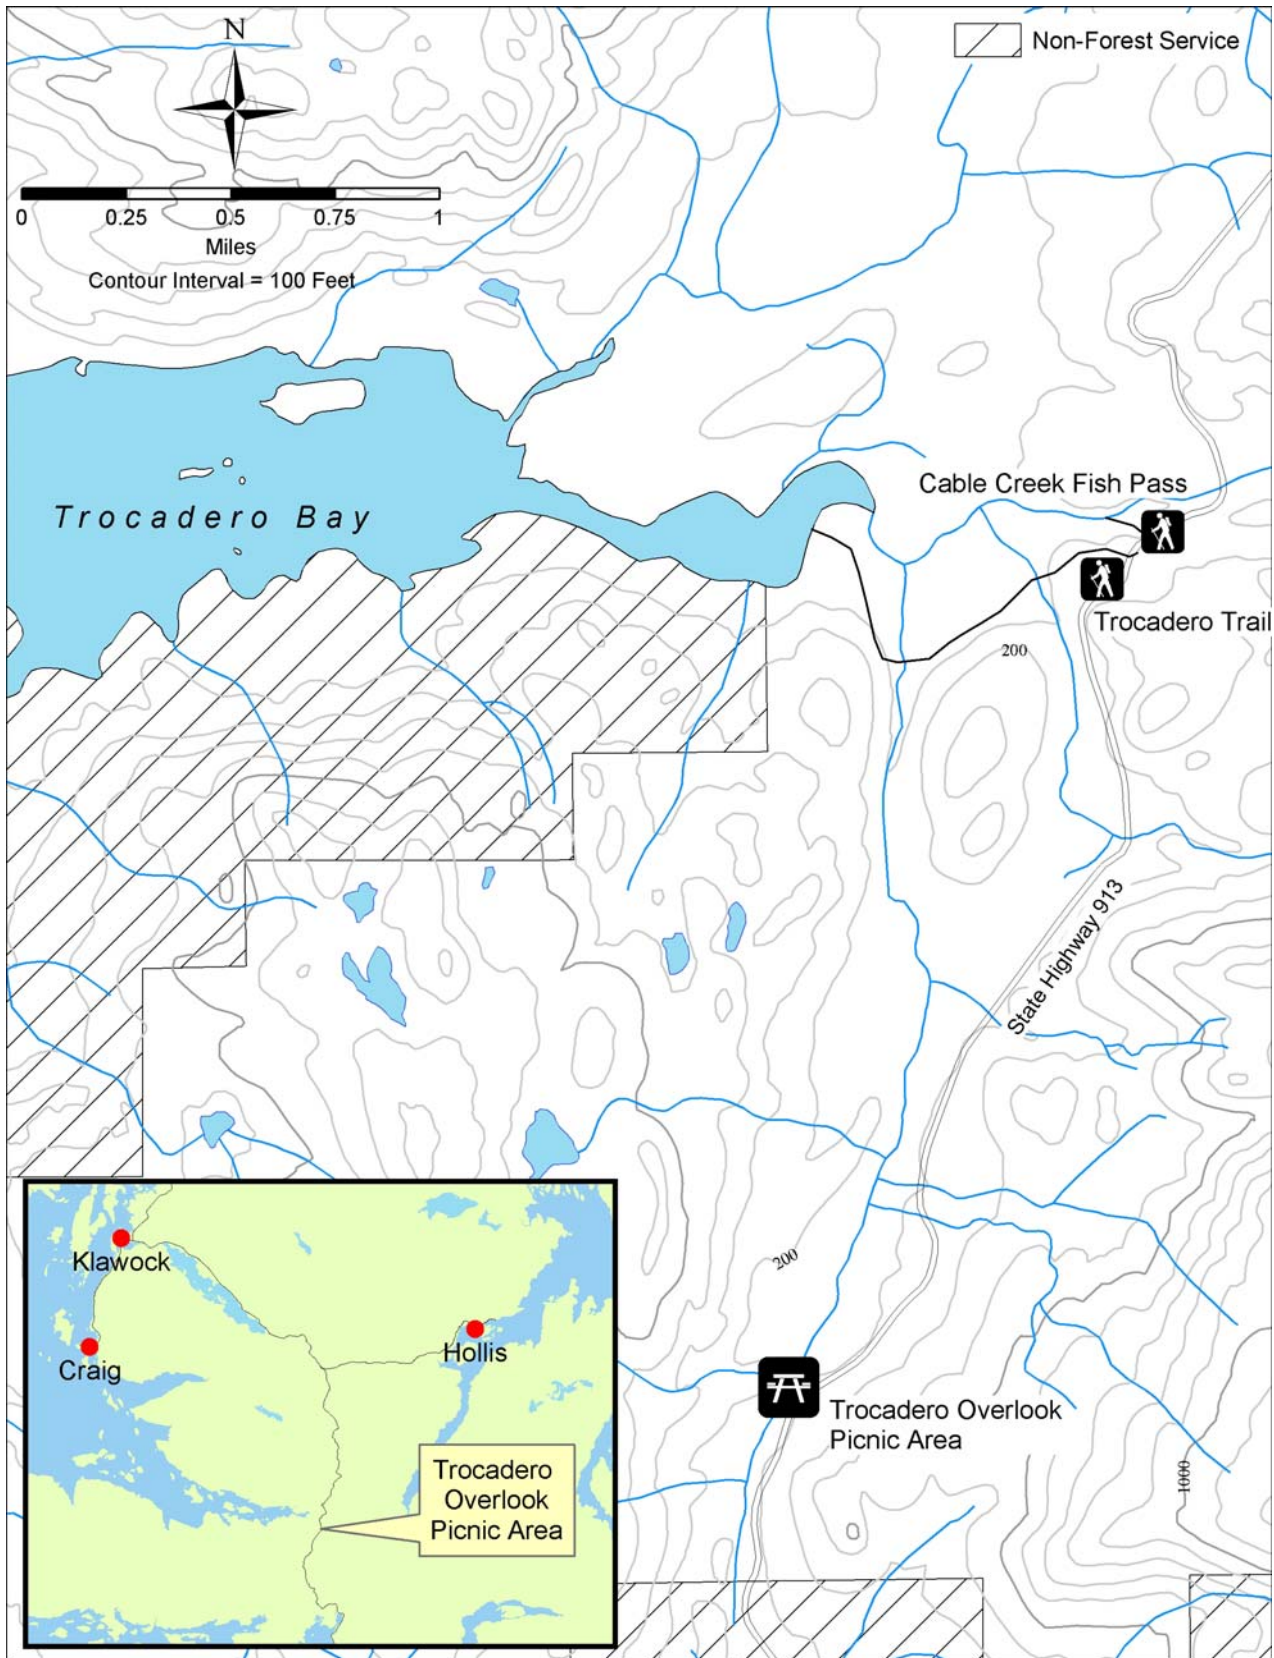 N
Non-Forest Service
0 0.25 0.5 0.75 1
Miles
Contour Interval = 100 Feet
Trocadero Bay
Cable Creek Fish Pass
Trocadero Trail
200
State Highway 913
200
Trocadero Overlook
Picnic Area
1000
Klawock
Craig
Hollis
Trocadero
Overlook
Picnic Area